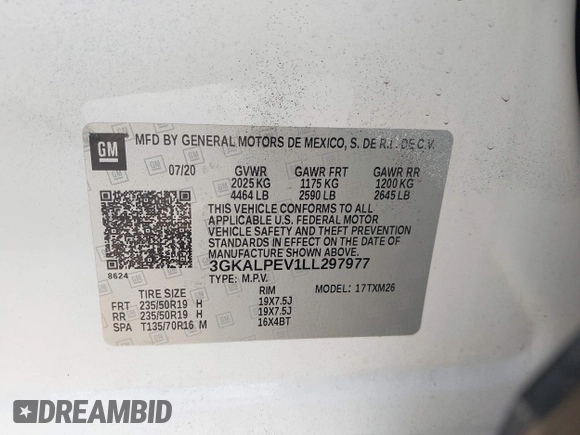 GM
MFD BY GENERAL MOTORS DE MEXICO, S. DE R.L. DE C.V.
07/20 GVWR GAWR FRT GAWR RR
2025 KG 1175 KG 1200 KG
4464 LB 2590 LB 2645 LB
THIS VEHICLE CONFORMS TO ALL
APPLICABLE U.S. FEDERAL MOTOR
VEHICLE SAFETY AND THEFT PREVENTION
STANDARDS IN EFFECT ON THE DATE OF
MANUFACTURE SHOWN ABOVE.
8624
3GKALPEV1LL297977
TYPE: M.P.V. MODEL: 17TXM26
TIRE SIZE RIM
FRT 235/50R19 H 19X7.5J
RR 235/50R19 H 19X7.5J
SPA T135/70R16 M 16X4BT
DREAMBID